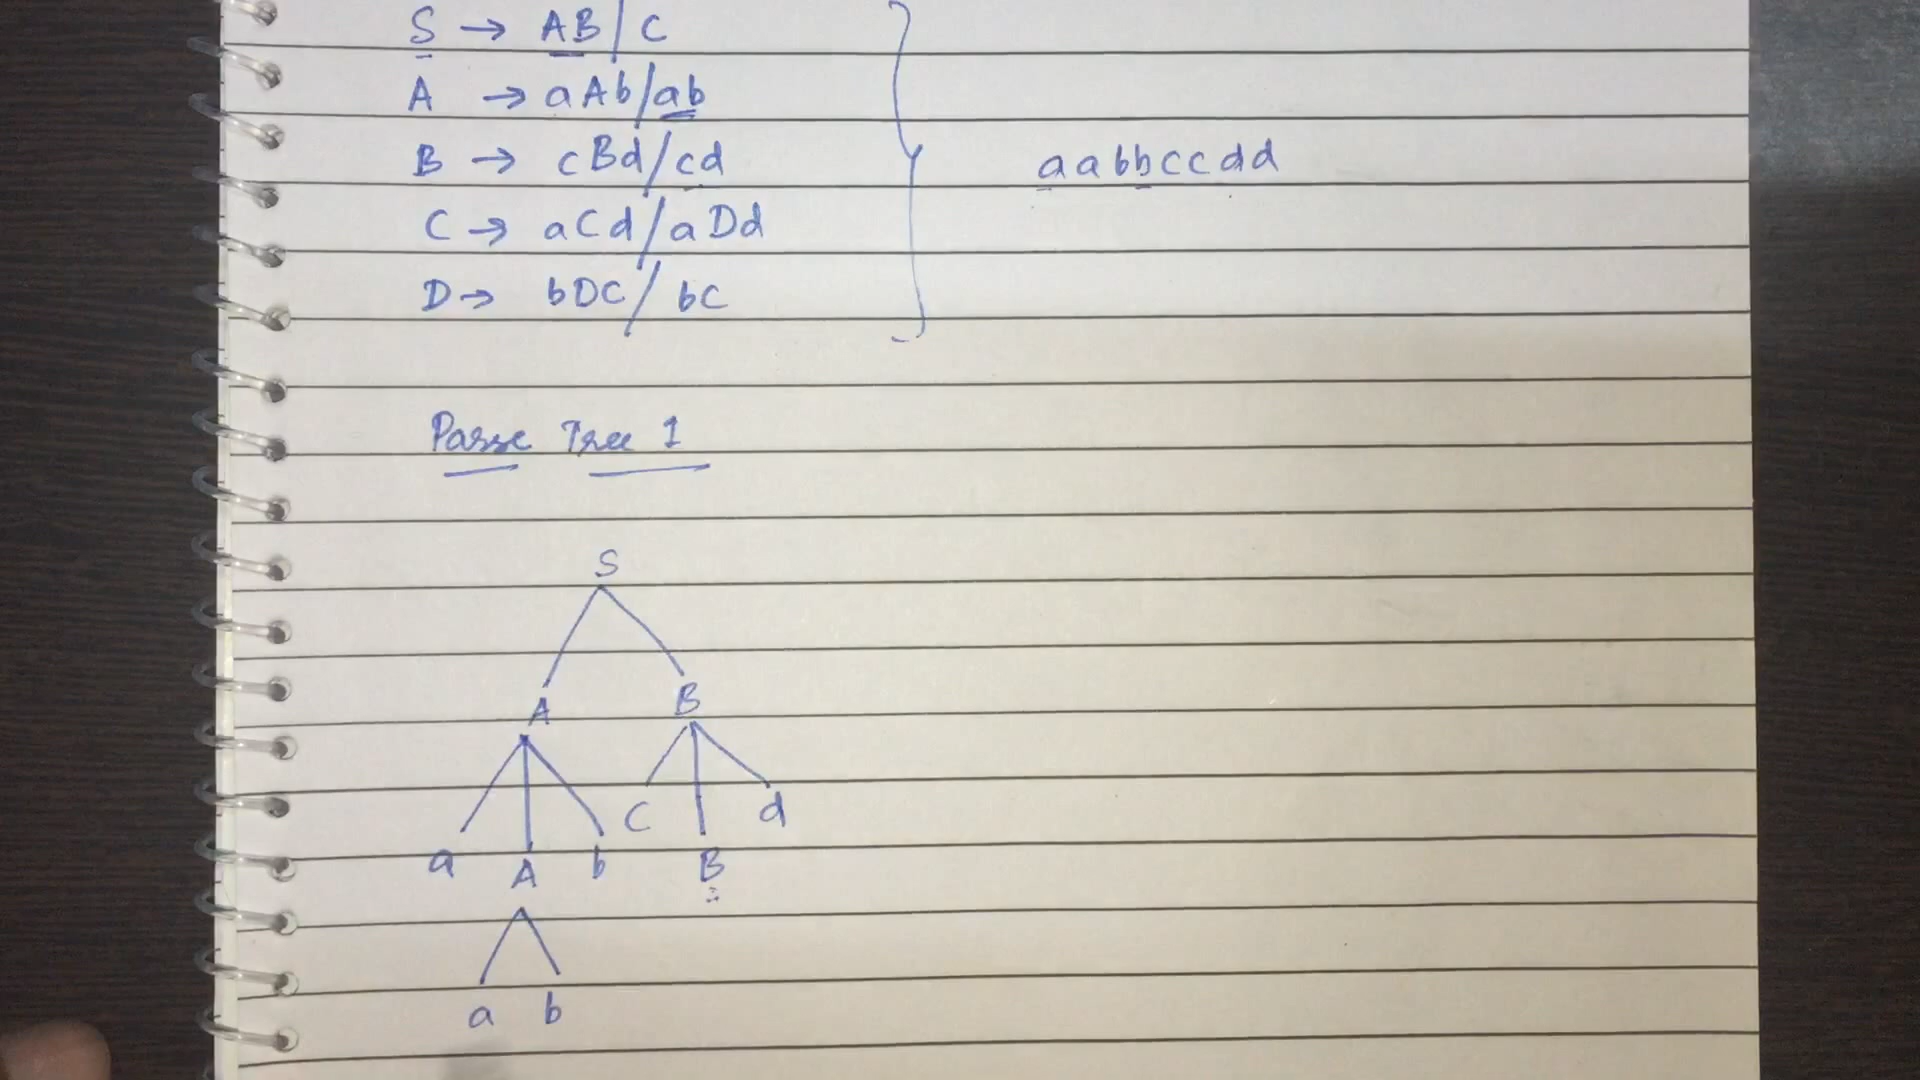 S → AB/C
A → aAb/ab
B → cBd/cd
C → aCd/aDd
D → bDC/bC
aabbccdd
Parse Tree 1
S
A B
a A b C B d
a b